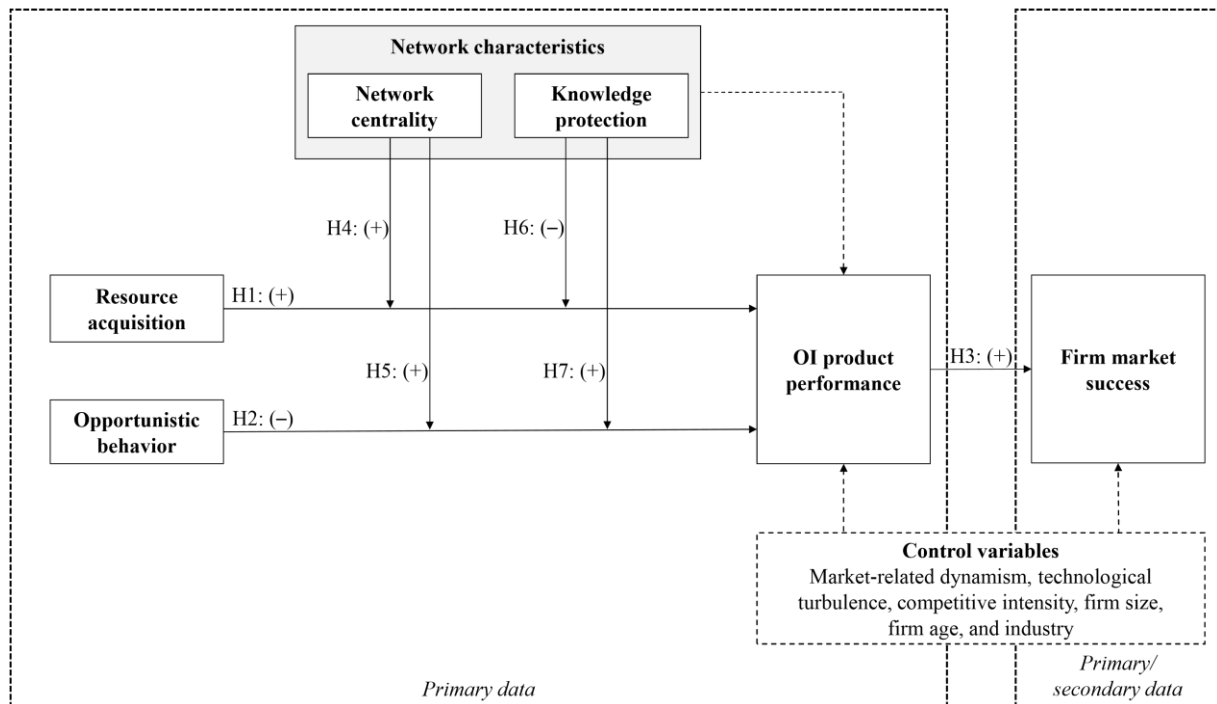 Network characteristics
Network
centrality
Knowledge
protection
H4: (+)
H6: (−)
Resource
acquisition
H1: (+)
H5: (+)
H7: (+)
OI product
performance
H3: (+)
Firm market
success
Opportunistic
behavior
H2: (−)
Control variables
Market-related dynamism, technological
turbulence, competitive intensity, firm size,
firm age, and industry
Primary data
Primary/
secondary data